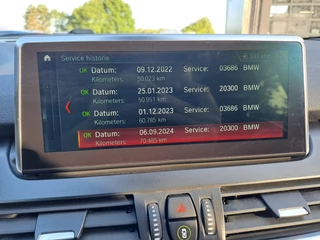 Service historie
OK Datum: 09.12.2022 Service: 03686 BMW
Kilometers: 50.023 km
OK Datum: 25.01.2023 Service: 20300 BMW
Kilometers: 50.951 km
OK Datum: 01.12.2023 Service: 03686 BMW
Kilometers: 60.785 km
OK Datum: 06.09.2024 Service: 20300 BMW
Kilometers: 70.485 km